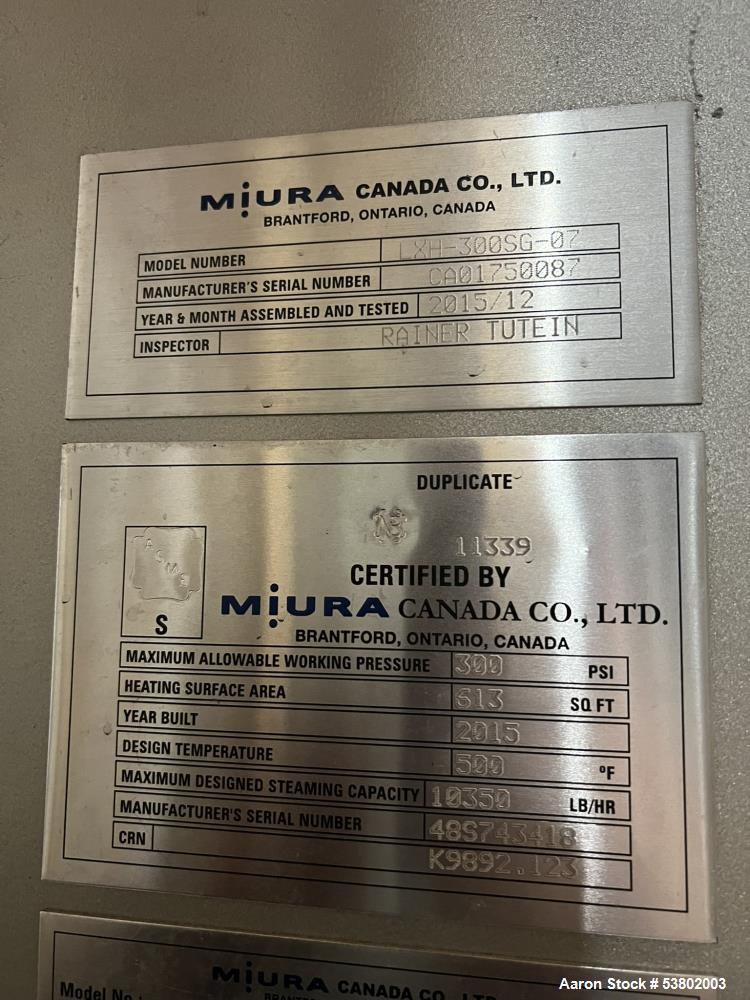 MIURA CANADA CO., LTD.
BRANTFORD, ONTARIO, CANADA
MODEL NUMBER LXH-300SG-07
MANUFACTURER'S SERIAL NUMBER CA01750087
YEAR & MONTH ASSEMBLED AND TESTED 2015/12
INSPECTOR RAINER TUTEIN
DUPLICATE
NB
11339
ACME
S
CERTIFIED BY
MIURA CANADA CO., LTD.
BRANTFORD, ONTARIO, CANADA
MAXIMUM ALLOWABLE WORKING PRESSURE 300 PSI
HEATING SURFACE AREA 613 SQ FT
YEAR BUILT 2015
DESIGN TEMPERATURE 500 °F
MAXIMUM DESIGNED STEAMING CAPACITY 10350 LB/HR
MANUFACTURER'S SERIAL NUMBER 48S743418
CRN K9892.123
MIURA CANADA CO., LTD.
Model No.
Aaron Stock # 53802003